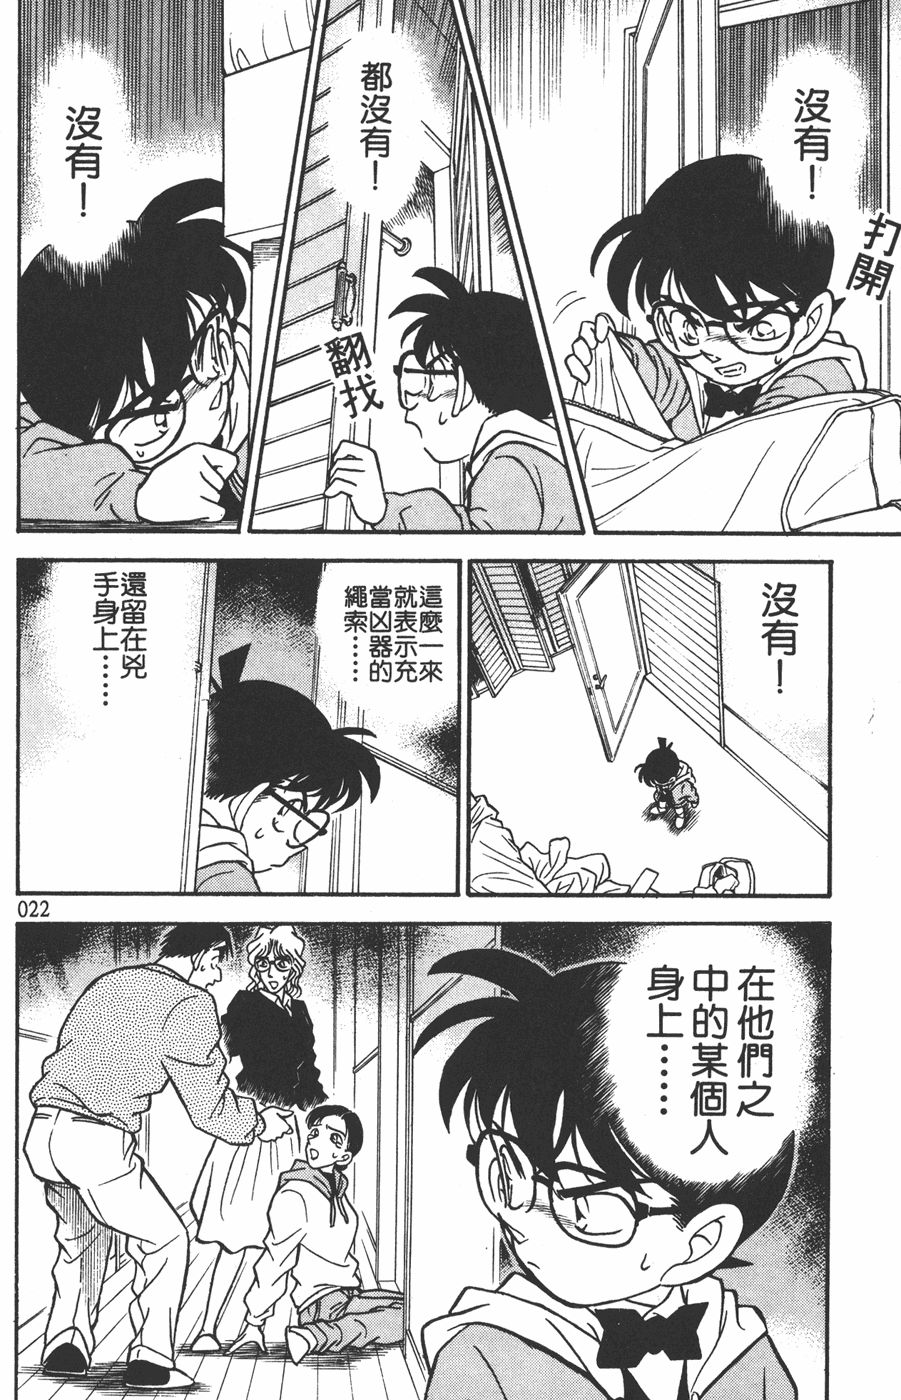 沒有！
打開
都沒有！
翻找
沒有！
沒有！
這麼一來
就表示充
當凶器的
繩索……
還留在兇
手身上……
022
在他們之
中的某個人
身上……